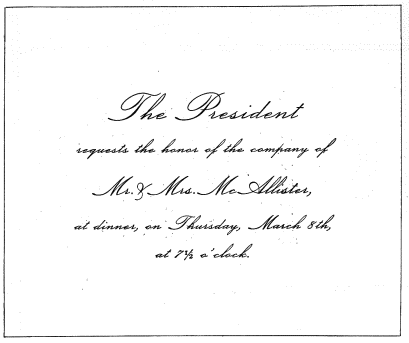 The President
requests the honor of the company of
Mr. & Mrs. McAllister,
at dinner, on Thursday, March 8th,
at 7½ o'clock.